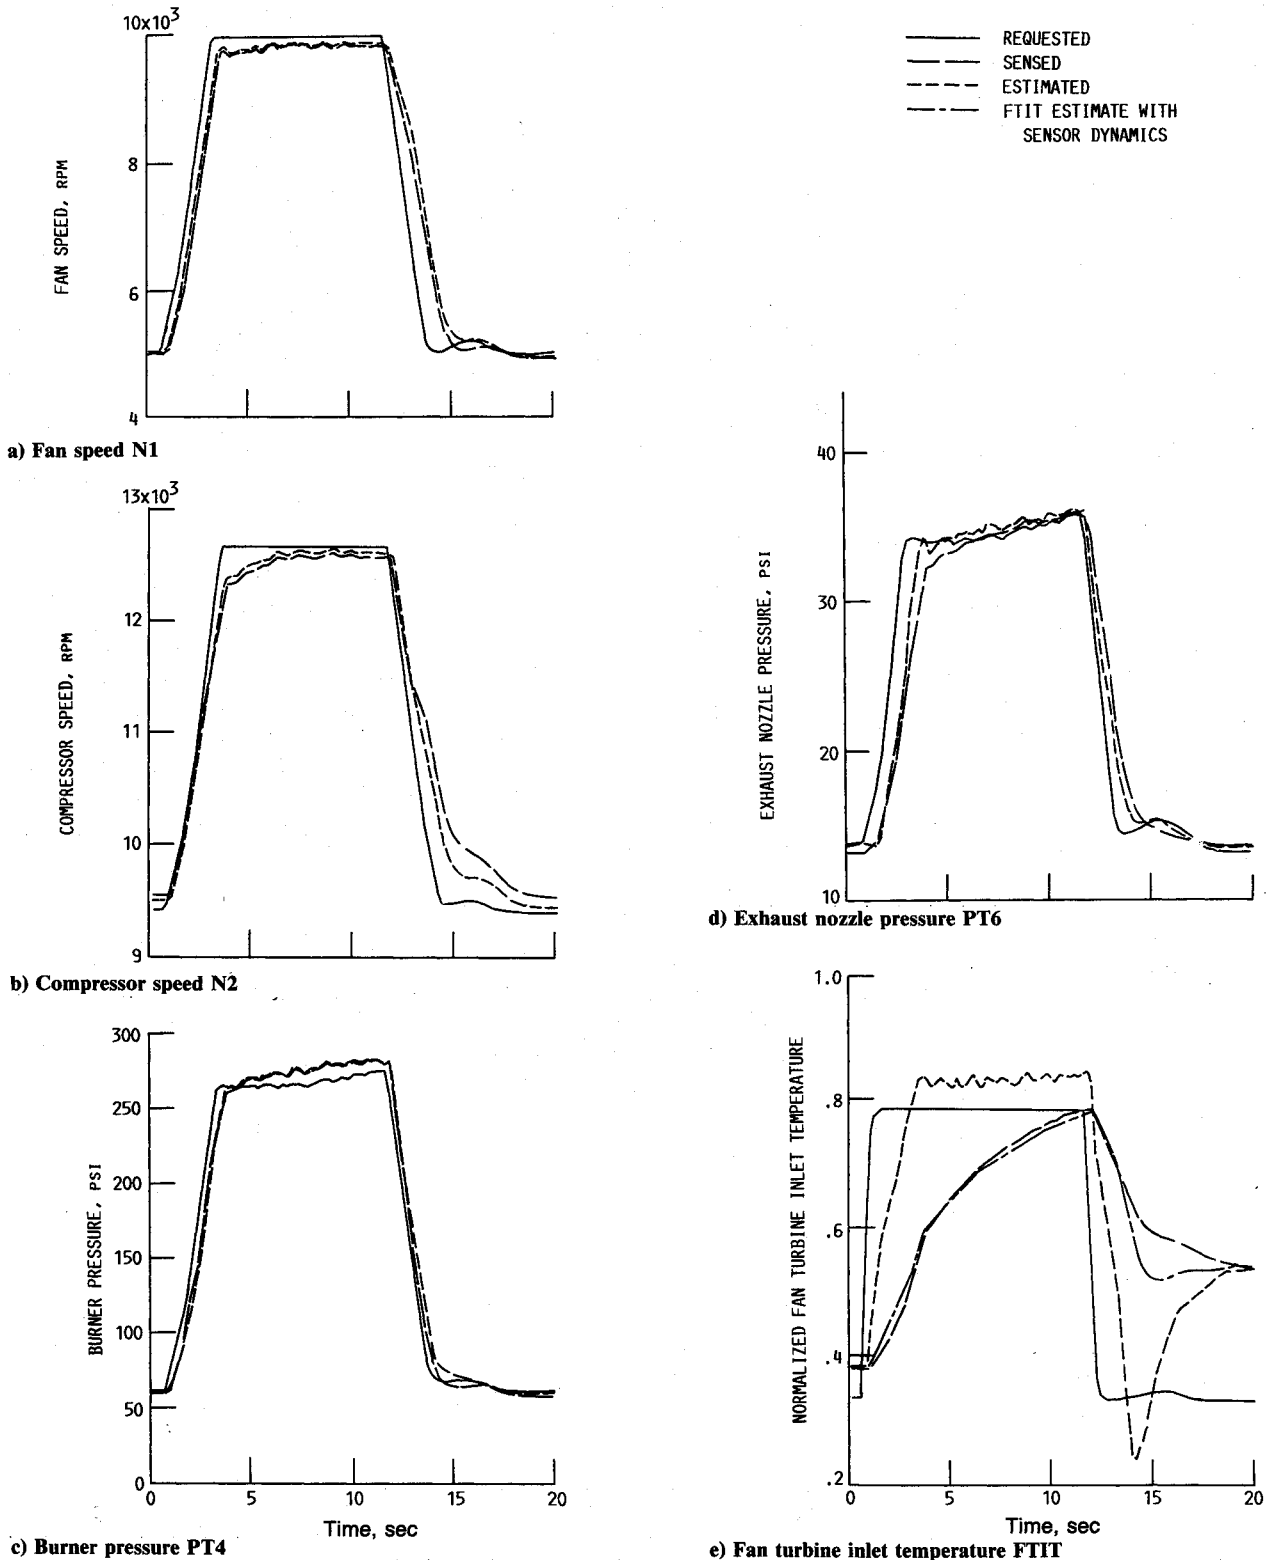 10x10³
8
6
4
FAN SPEED, RPM
a) Fan speed N1
REQUESTED
SENSED
ESTIMATED
FTIT ESTIMATE WITH
SENSOR DYNAMICS
13x10³
12
11
10
9
COMPRESSOR SPEED, RPM
b) Compressor speed N2
40
30
20
10
EXHAUST NOZZLE PRESSURE, PSI
d) Exhaust nozzle pressure PT6
300
250
200
150
100
50
0
BURNER PRESSURE, PSI
0 5 10 15 20
Time, sec
c) Burner pressure PT4
1.0
.8
.6
.4
.2
NORMALIZED FAN TURBINE INLET TEMPERATURE
0 5 10 15 20
Time, sec
e) Fan turbine inlet temperature FTIT